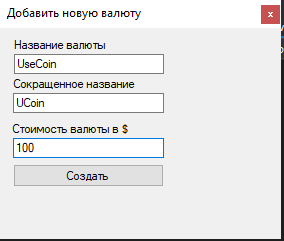 Добавить новую валюту
x
Название валюты
UseCoin
Сокращенное название
UCoin
Стоимость валюты в $
100
Создать